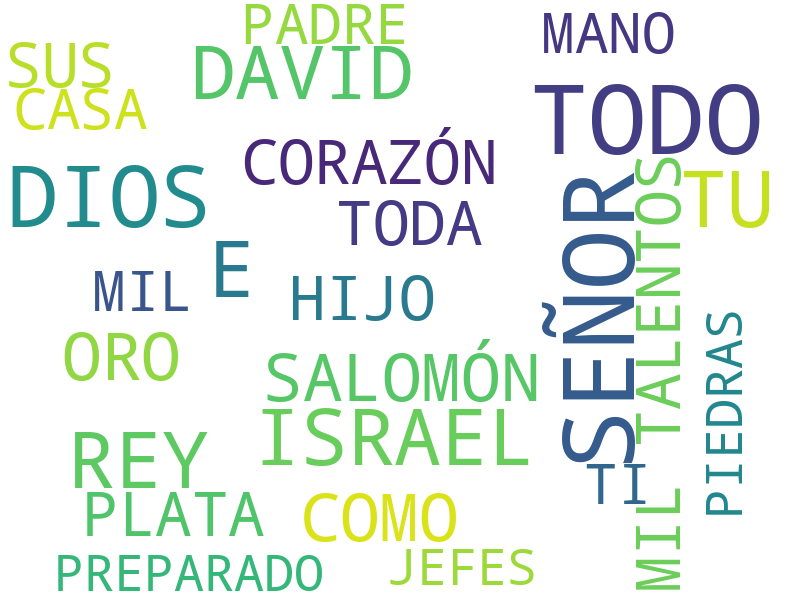 PADRE
MANO
SUS
DAVID
CASA
TODO
CORAZÓN
DIOS
TU
TODA
SEÑOR
MIL TALENTOS
E
MIL
HIJO
ORO
PIEDRAS
SALOMÓN
ISRAEL
REY
TI
PLATA
COMO
PREPARADO
JEFES